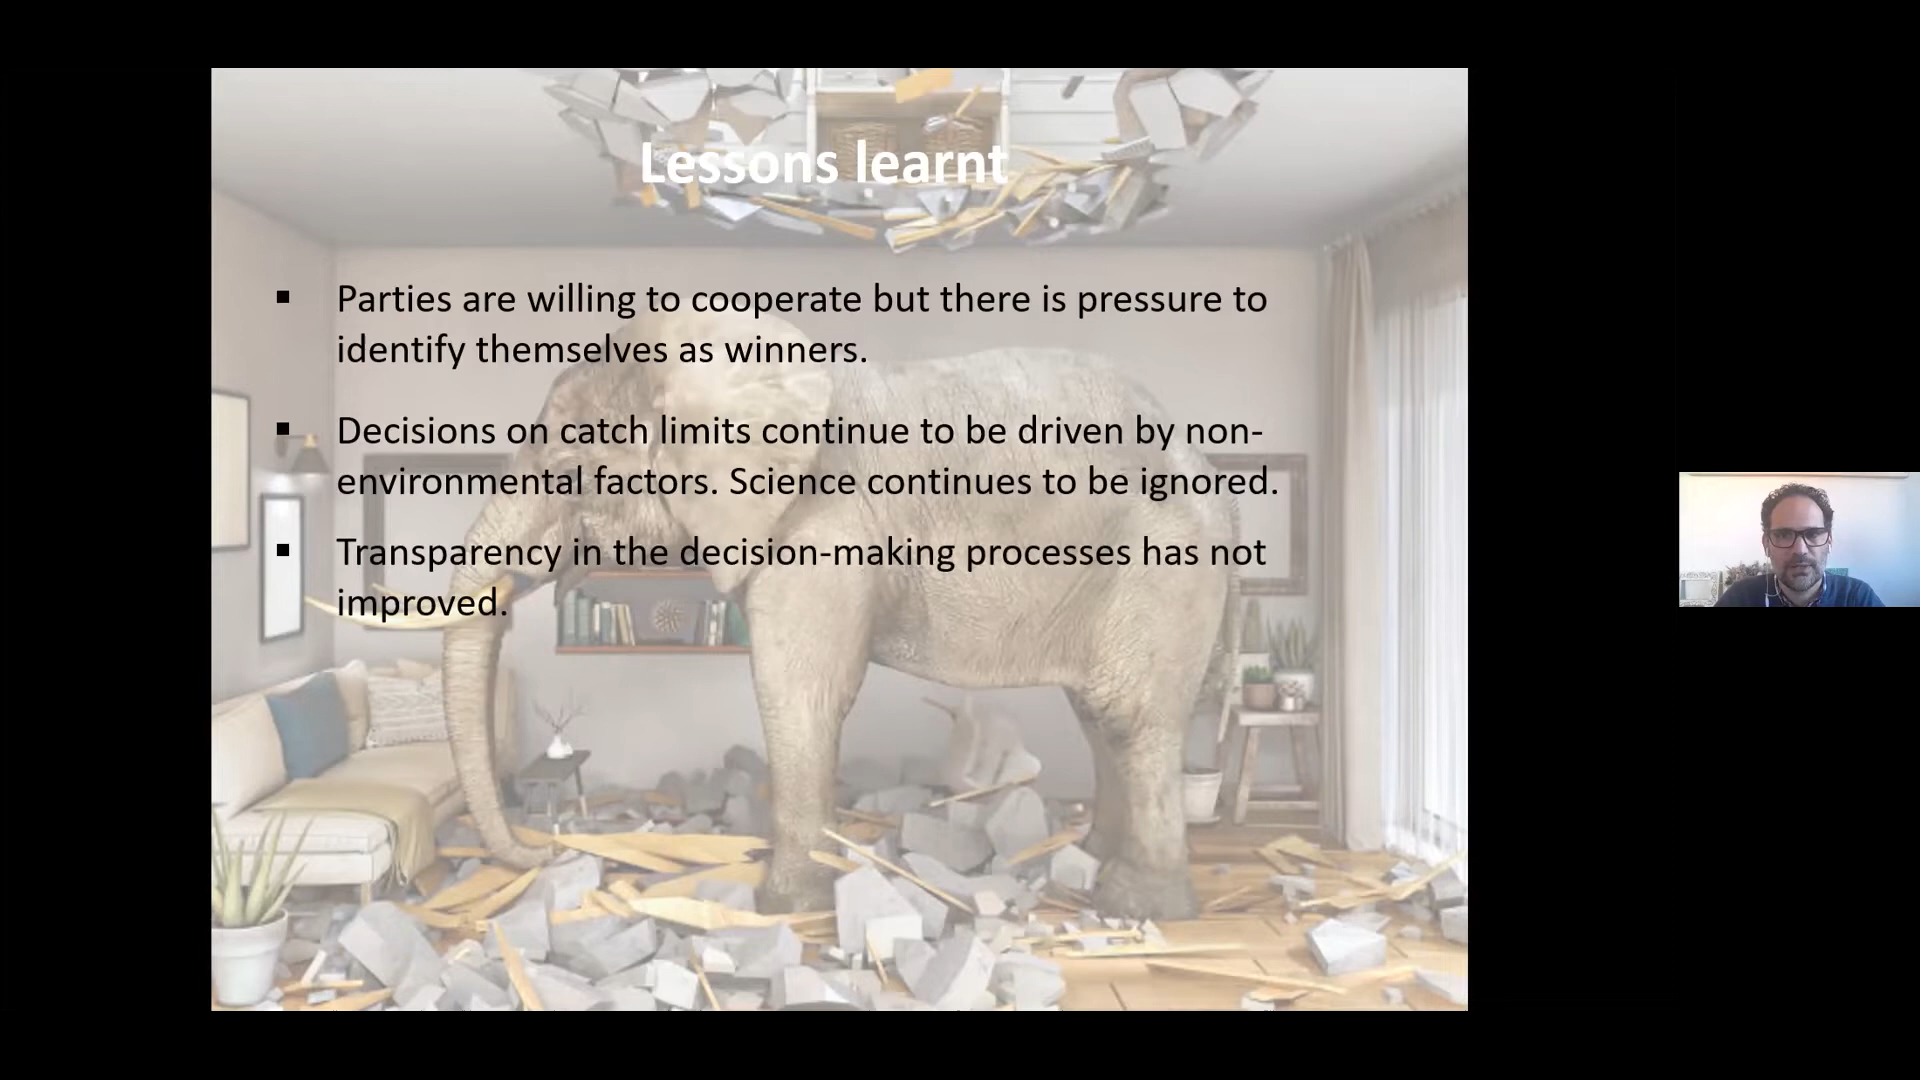 Lessons learnt
▪ Parties are willing to cooperate but there is pressure to
identify themselves as winners.
▪ Decisions on catch limits continue to be driven by non-
environmental factors. Science continues to be ignored.
▪ Transparency in the decision-making processes has not
improved.